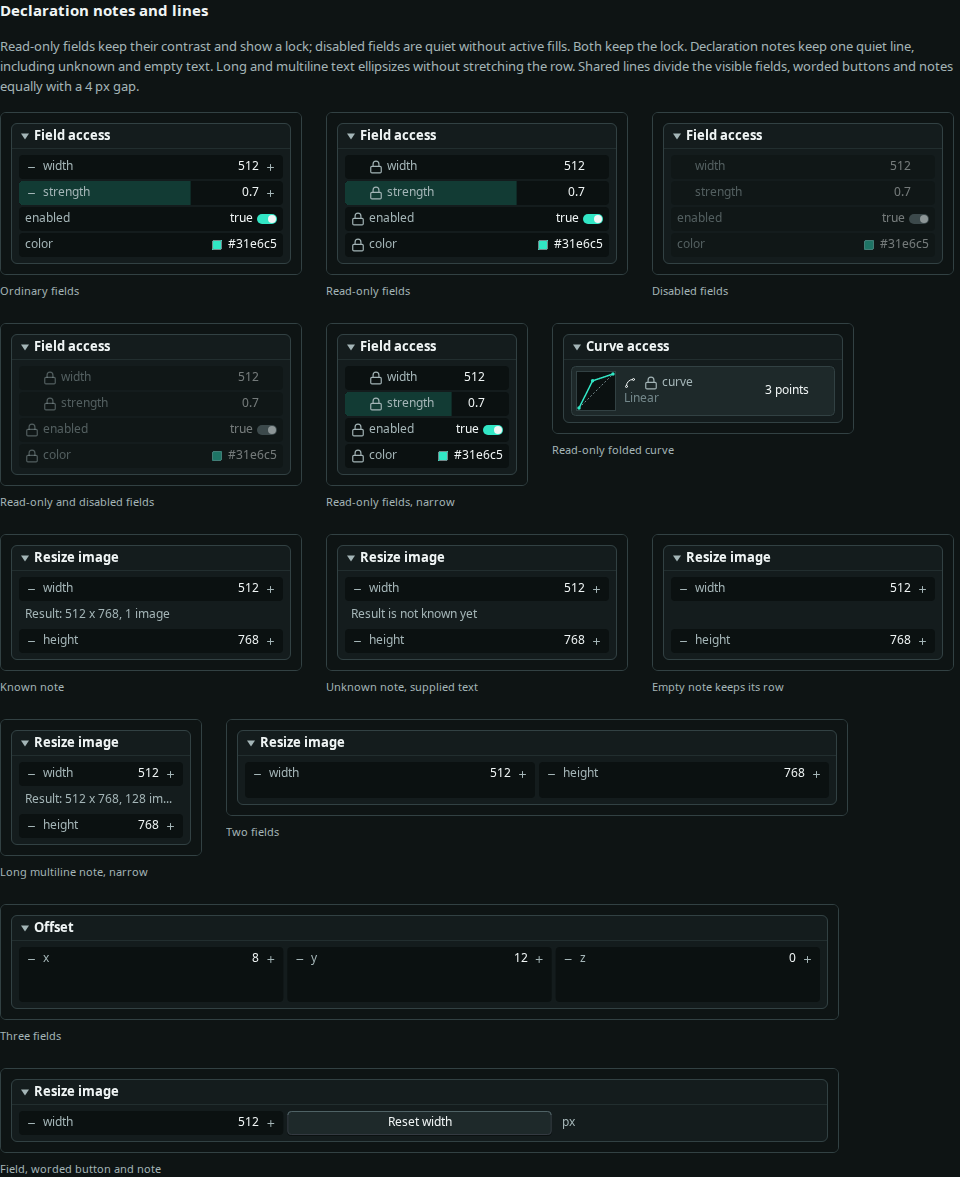 Declaration notes and lines
Read-only fields keep their contrast and show a lock; disabled fields are quiet without active fills. Both keep the lock. Declaration notes keep one quiet line,
including unknown and empty text. Long and multiline text ellipsizes without stretching the row. Shared lines divide the visible fields, worded buttons and notes
equally with a 4 px gap.
Field access
− width 512 +
− strength 0.7 +
enabled true
color #31e6c5
Ordinary fields
Field access
width 512
strength 0.7
enabled true
color #31e6c5
Read-only fields
Field access
width 512
strength 0.7
enabled true
color #31e6c5
Disabled fields
Field access
width 512
strength 0.7
enabled true
color #31e6c5
Read-only and disabled fields
Field access
width 512
strength 0.7
enabled true
color #31e6c5
Read-only fields, narrow
Curve access
curve
Linear
3 points
Read-only folded curve
Resize image
− width 512 +
Result: 512 x 768, 1 image
− height 768 +
Known note
Resize image
− width 512 +
Result is not known yet
− height 768 +
Unknown note, supplied text
Resize image
− width 512 +
− height 768 +
Empty note keeps its row
Resize image
− width 512 +
Result: 512 x 768, 128 im...
− height 768 +
Long multiline note, narrow
Resize image
− width 512 + − height 768 +
Two fields
Offset
− x 8 + − y 12 + − z 0 +
Three fields
Resize image
− width 512 + Reset width px
Field, worded button and note